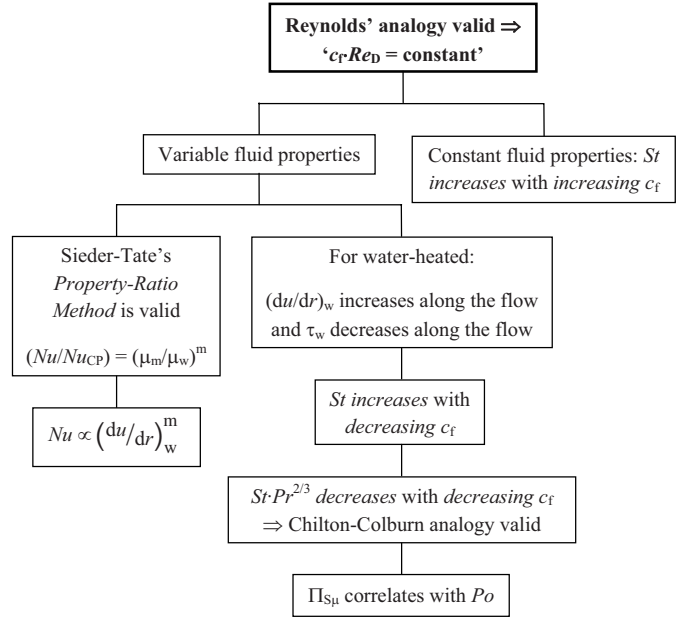 Reynolds’ analogy valid ⇒
‘cf·ReD = constant’
Variable fluid properties
Constant fluid properties: St
increases with increasing cf
Sieder-Tate’s
Property-Ratio
Method is valid
(Nu/NuCP) = (μm/μw)^m
For water-heated:
(du/dr)w increases along the flow
and τw decreases along the flow
Nu ∝ (du/dr)w^m
St increases with
decreasing cf
St·Pr^2/3 decreases with decreasing cf
⇒ Chilton-Colburn analogy valid
ΠSμ correlates with Po